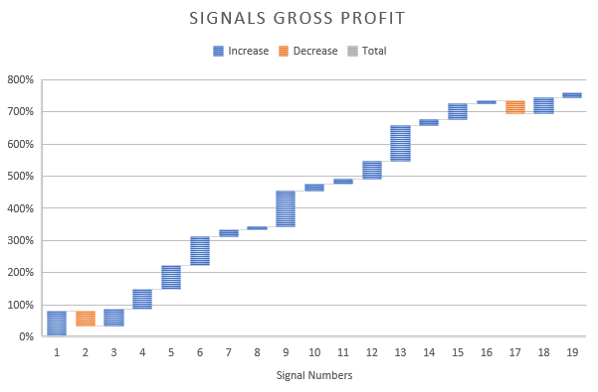 SIGNALS GROSS PROFIT
Increase Decrease Total
800%
700%
600%
500%
400%
300%
200%
100%
0%
1 2 3 4 5 6 7 8 9 10 11 12 13 14 15 16 17 18 19
Signal Numbers